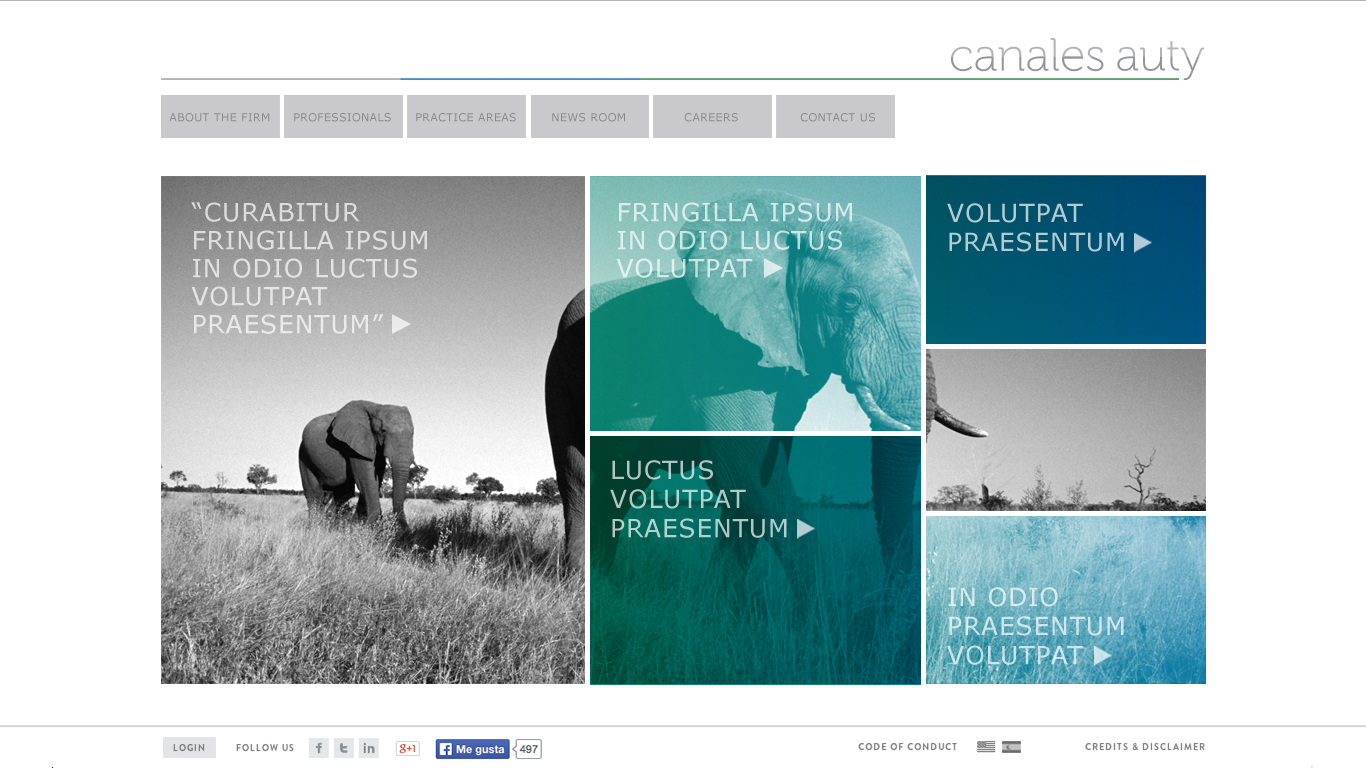 canales auty
ABOUT THE FIRM
PROFESSIONALS
PRACTICE AREAS
NEWS ROOM
CAREERS
CONTACT US
“CURABITUR
FRINGILLA IPSUM
IN ODIO LUCTUS
VOLUTPAT
PRAESENTUM”
FRINGILLA IPSUM
IN ODIO LUCTUS
VOLUTPAT
VOLUTPAT
PRAESENTUM
LUCTUS
VOLUTPAT
PRAESENTUM
IN ODIO
PRAESENTUM
VOLUTPAT
LOGIN
FOLLOW US
f
t
in
g+1
f Me gusta
497
CODE OF CONDUCT
CREDITS & DISCLAIMER